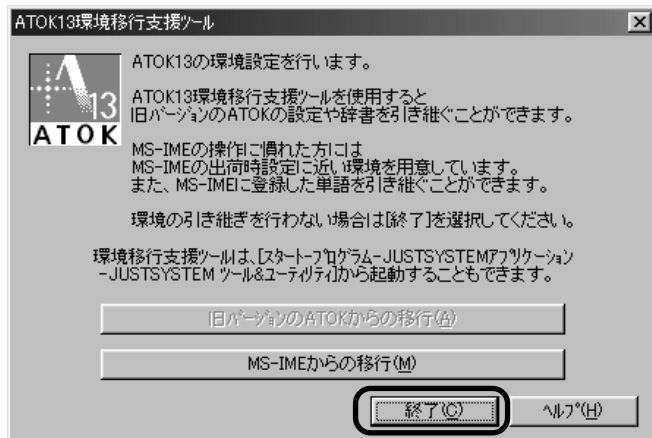 ATOK13環境移行支援ツール
ATOK13の環境設定を行います。
13
ATOK
ATOK13環境移行支援ツールを使用すると
旧バージョンのATOKの設定や辞書を引き継ぐことができます。
MS-IMEの操作に慣れた方には
MS-IMEの出荷時設定に近い環境を用意しています。
また、MS-IMEに登録した単語を引き継ぐことができます。
環境の引き継ぎを行わない場合は[終了]を選択してください。
環境移行支援ツールは、[スタート-プログラム-JUSTSYSTEMアプリケーション
-JUSTSYSTEM ツール&ユーティリティ]から起動することもできます。
旧バージョンのATOKからの移行(A)
MS-IMEからの移行(M)
終了(C)
ヘルプ(H)